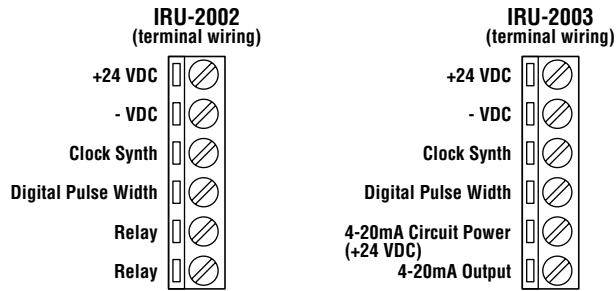 IRU-2002
(terminal wiring)
+24 VDC
- VDC
Clock Synth
Digital Pulse Width
Relay
Relay
IRU-2003
(terminal wiring)
+24 VDC
- VDC
Clock Synth
Digital Pulse Width
4-20mA Circuit Power
(+24 VDC)
4-20mA Output